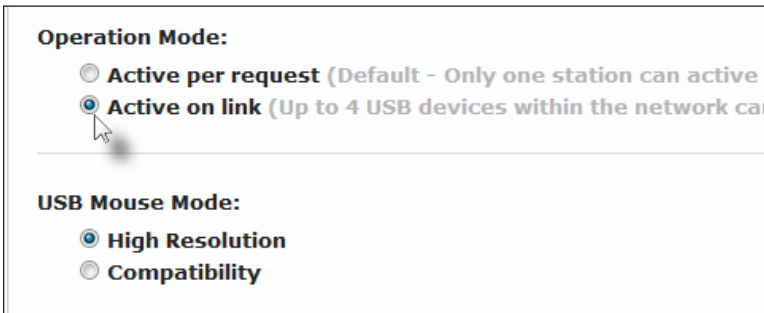 Operation Mode:
Active per request (Default - Only one station can active
Active on link (Up to 4 USB devices within the network
USB Mouse Mode:
High Resolution
Compatibility